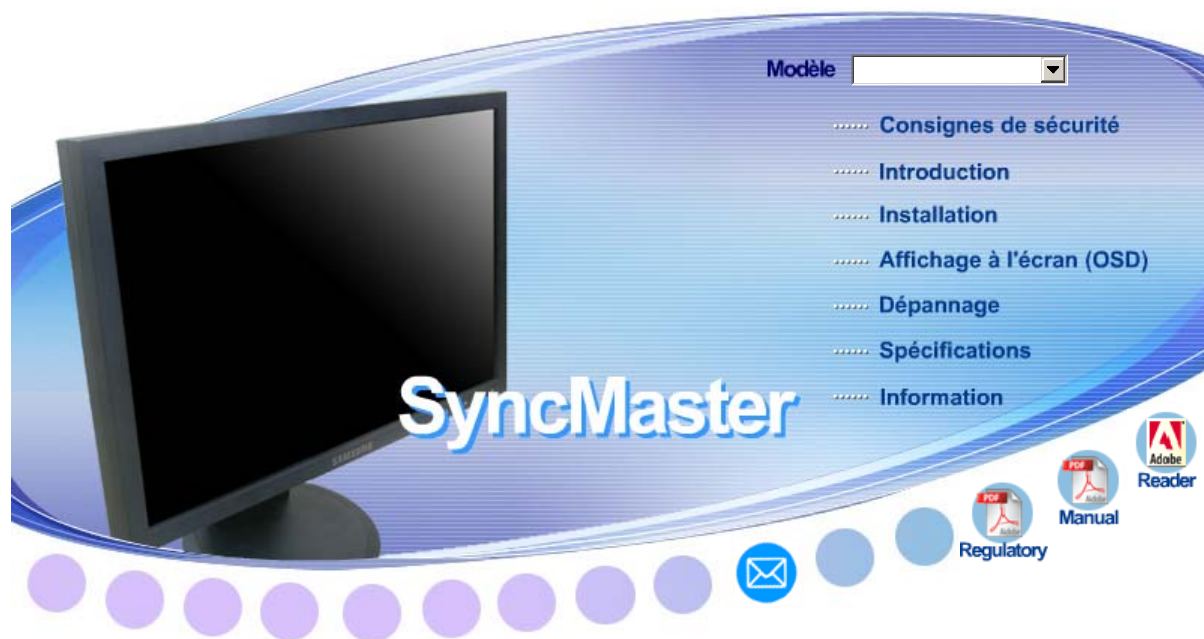 Modèle
Consignes de sécurité
Introduction
Installation
Affichage à l'écran (OSD)
Dépannage
Spécifications
Information
SyncMaster
SAMSUNG
Adobe
Reader
PDF
Adobe
Manual
PDF
Adobe
Regulatory